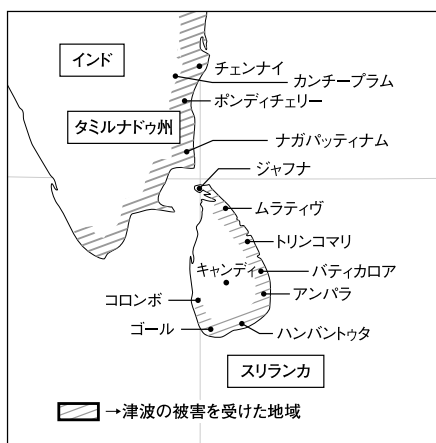 インド
チェンナイ
カンチープラム
ポンディチェリー
タミルナドゥ州
ナガパッティナム
ジャフナ
ムラティヴ
トリンコマリ
キャンディ
バティカロア
コロンボ
アンパラ
ゴール
ハンバントゥタ
スリランカ
→津波の被害を受けた地域